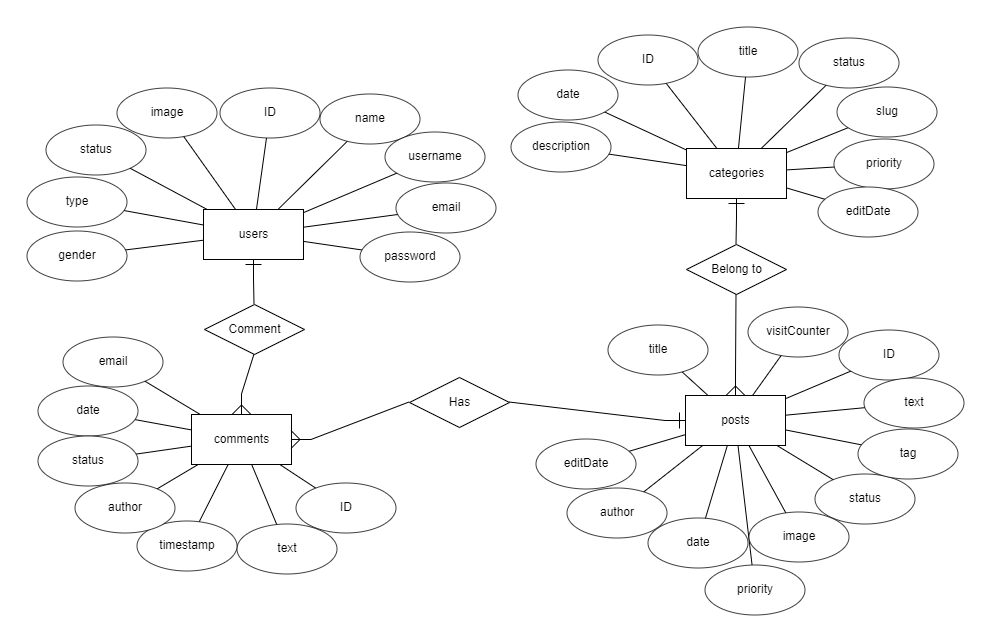 title
ID
status
date
image
ID
slug
name
description
status
username
priority
categories
type
email
editDate
users
gender
password
Belong to
Comment
visitCounter
title
ID
email
Has
text
date
posts
comments
tag
status
editDate
status
author
ID
author
image
date
timestamp
text
priority